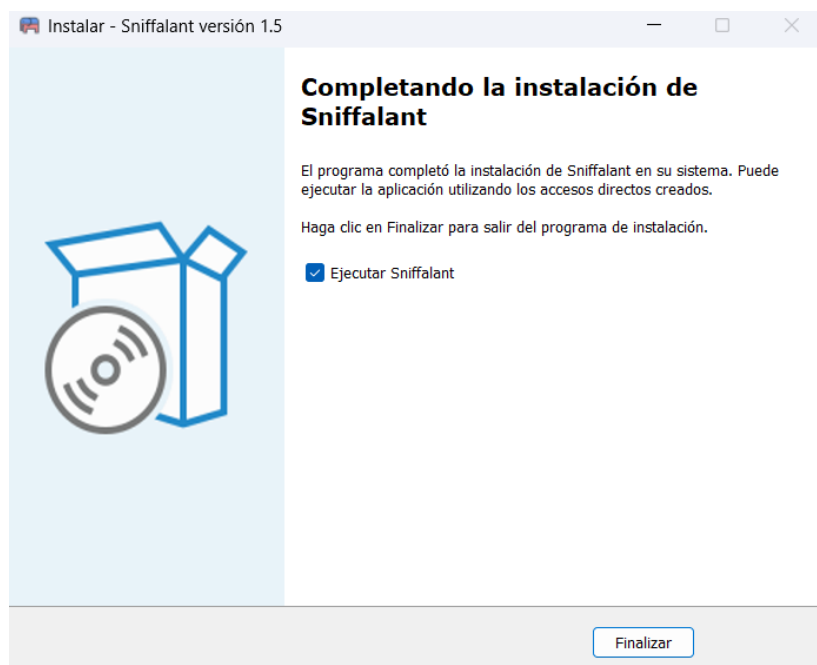 Instalar - Sniffalant versión 1.5
Completando la instalación de
Sniffalant
El programa completó la instalación de Sniffalant en su sistema. Puede
ejecutar la aplicación utilizando los accesos directos creados.
Haga clic en Finalizar para salir del programa de instalación.
Ejecutar Sniffalant
Finalizar